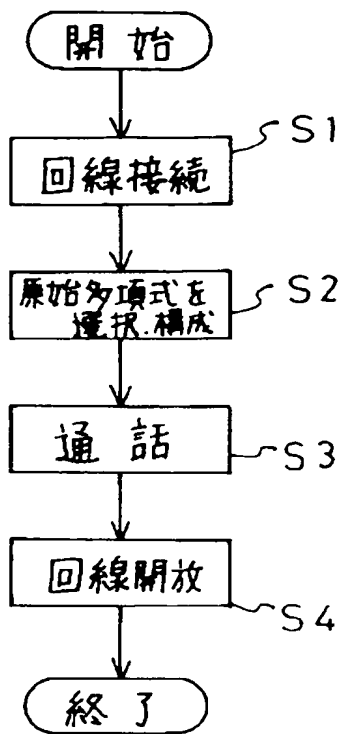 開始
回線接続
S1
原始多項式を
選択.構成
S2
通話
S3
回線開放
S4
終了